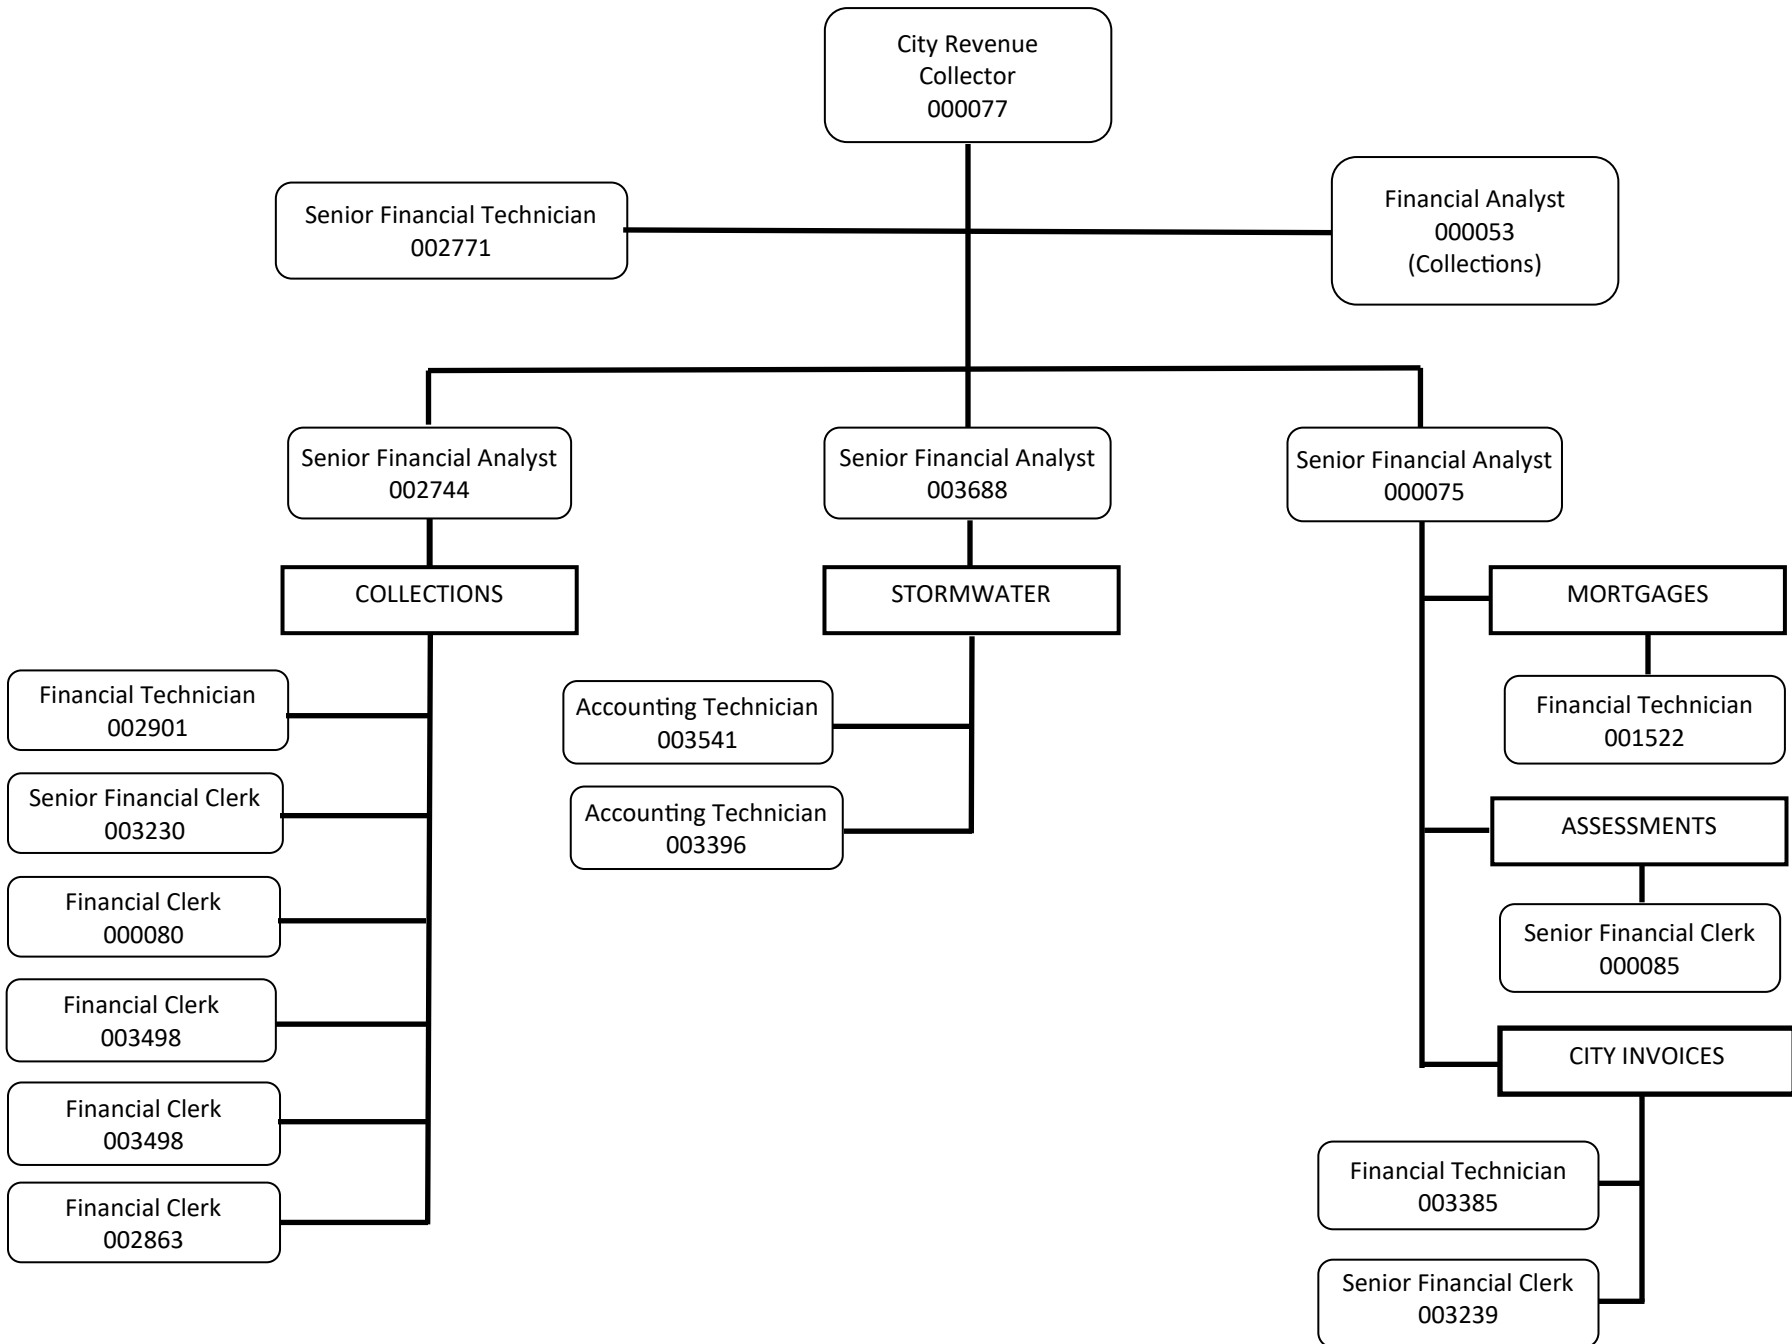 City Revenue
Collector
000077
Senior Financial Technician
002771
Financial Analyst
000053
(Collections)
Senior Financial Analyst
002744
Senior Financial Analyst
003688
Senior Financial Analyst
000075
COLLECTIONS
STORMWATER
MORTGAGES
Financial Technician
002901
Senior Financial Clerk
003230
Financial Clerk
000080
Financial Clerk
003498
Financial Clerk
003498
Financial Clerk
002863
Accounting Technician
003541
Accounting Technician
003396
Financial Technician
001522
ASSESSMENTS
Senior Financial Clerk
000085
CITY INVOICES
Financial Technician
003385
Senior Financial Clerk
003239